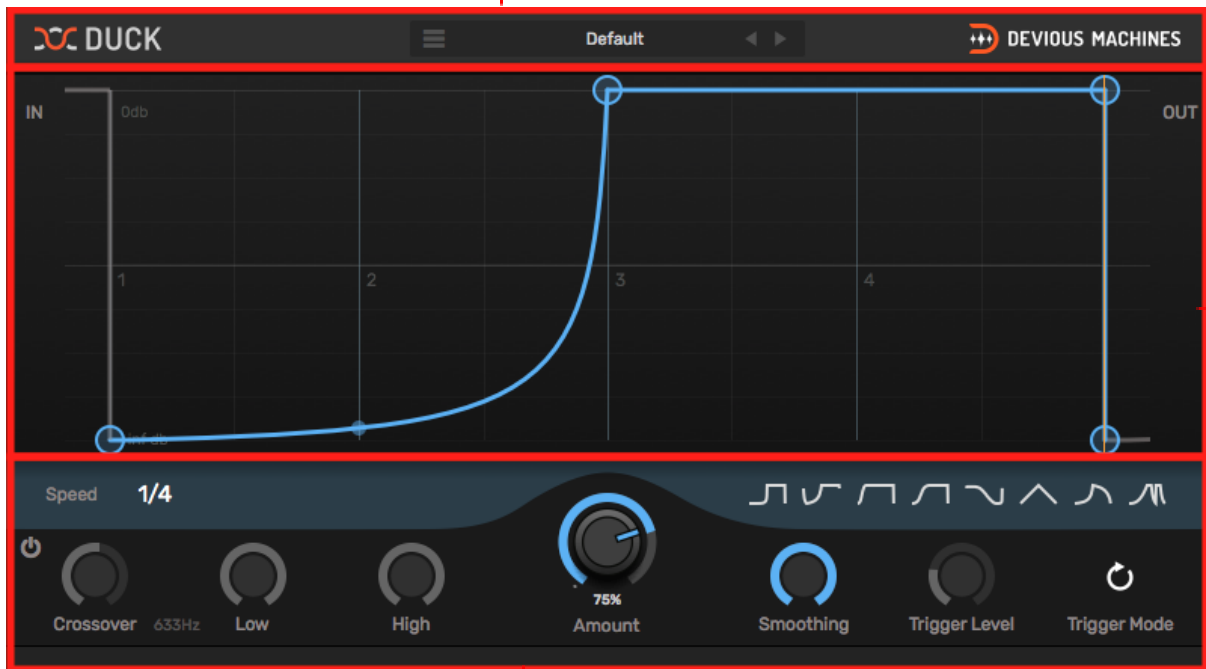 DUCK Default DEVIOUS MACHINES
IN 0db OUT
1 2 3 4
-inf db
Speed 1/4
75%
Crossover 633Hz Low High Amount Smoothing Trigger Level Trigger Mode